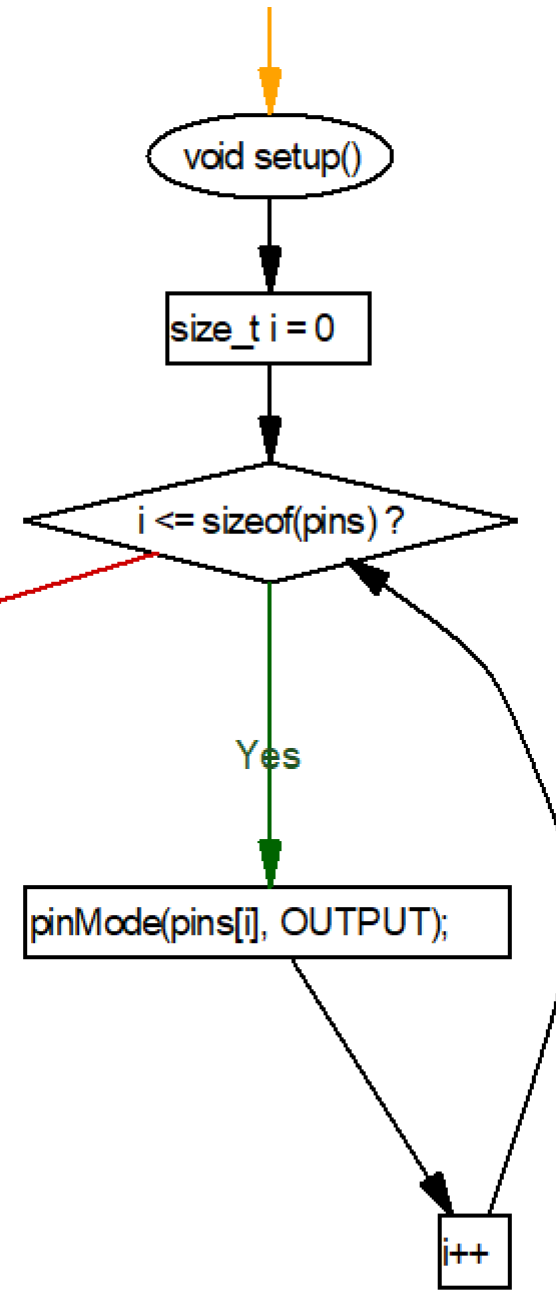 void setup()
size_t i = 0
i <= sizeof(pins) ?
Yes
pinMode(pins[i], OUTPUT);
i++